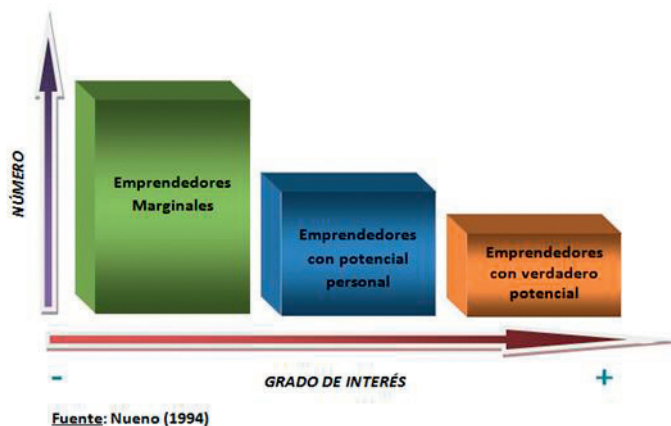 NÚMERO
Emprendedores
Marginales
Emprendedores
con potencial
personal
Emprendedores
con verdadero
potencial
-
+
GRADO DE INTERÉS
Fuente: Nueno (1994)